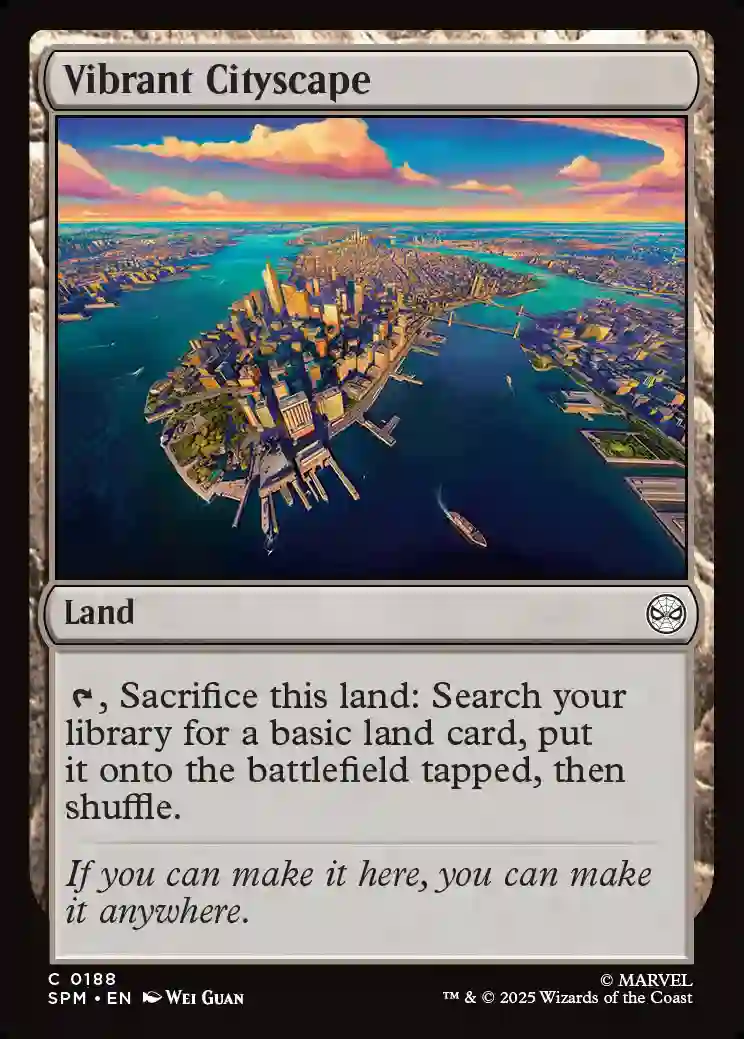 Vibrant Cityscape
Land
, Sacrifice this land: Search your
library for a basic land card, put
it onto the battlefield tapped, then
shuffle.
If you can make it here, you can make
it anywhere.
C 0188
SPM • EN Wei Guan
© MARVEL
™ & © 2025 Wizards of the Coast